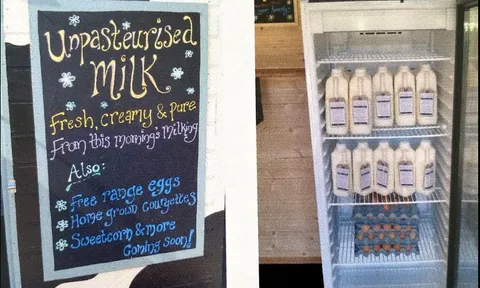 Unpasteurised
MiLK
Fresh, creamy & pure
From this morning's Milking
Also:
Free range eggs
Home grown Courgettes
Sweetcorn & more
Coming soon!